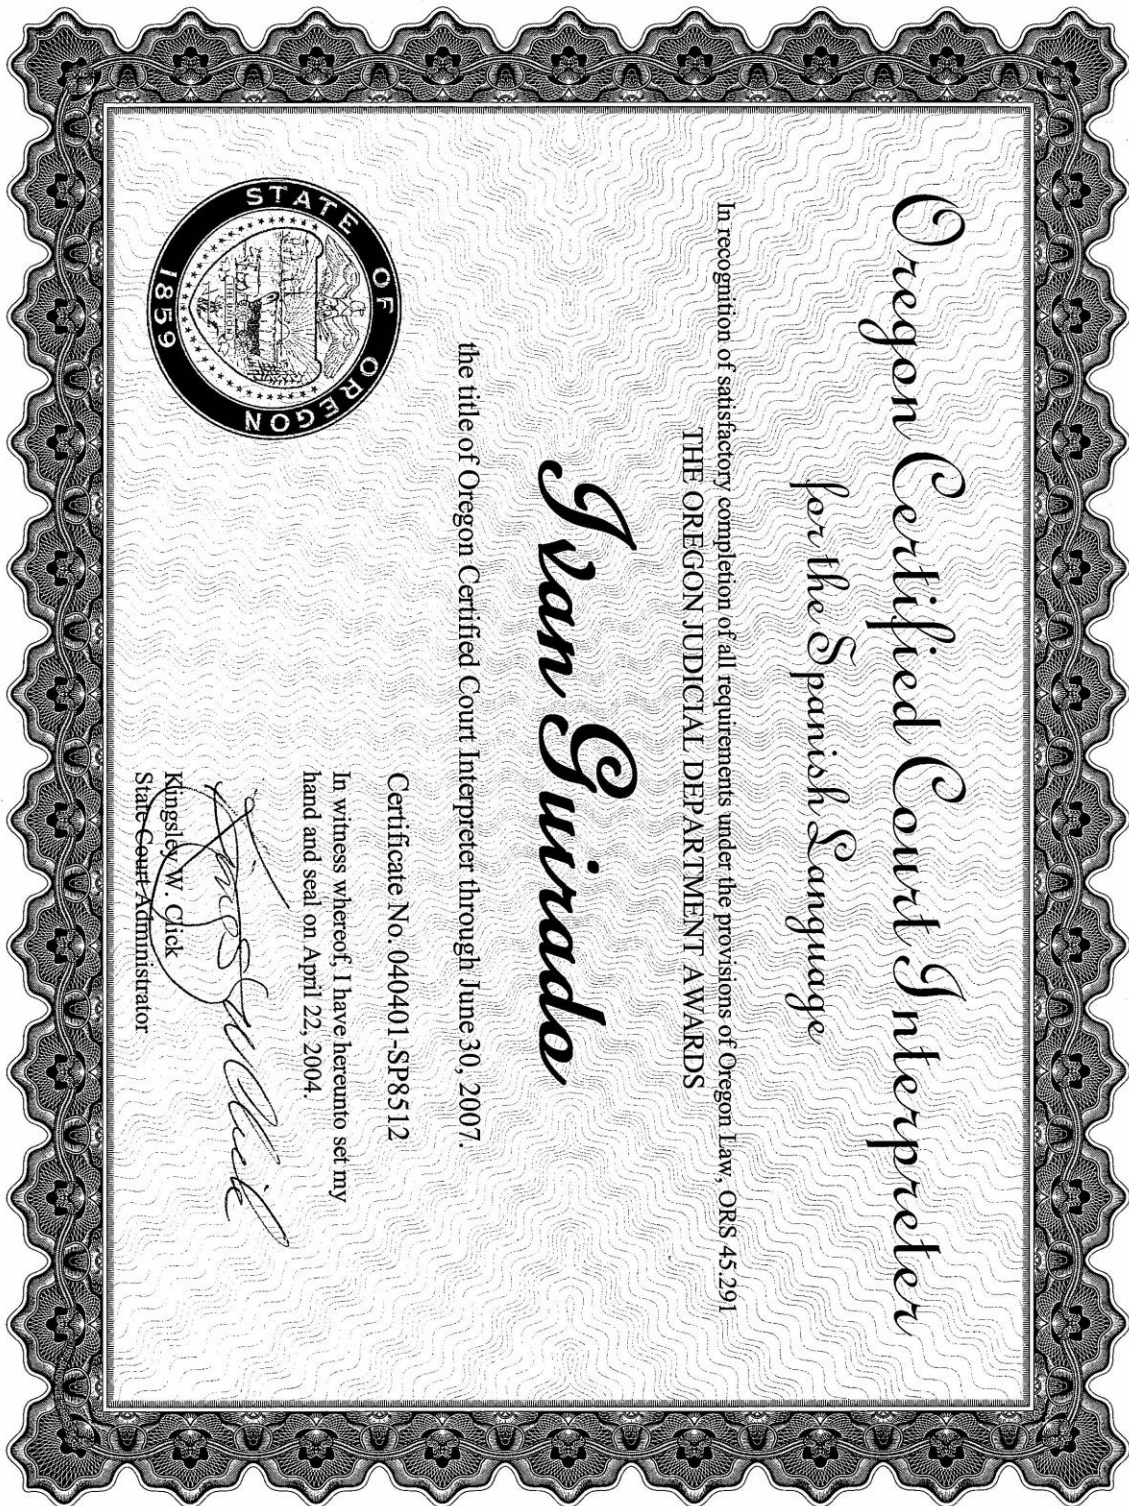 Oregon Certified Court Interpreter
for the Spanish Language
In recognition of satisfactory completion of all requirements under the provisions of Oregon Law, ORS 45.291
THE OREGON JUDICIAL DEPARTMENT AWARDS
Ivan Guirado
the title of Oregon Certified Court Interpreter through June 30, 2007.
Certificate No. 040401-SP8512
In witness whereof, I have hereunto set my
hand and seal on April 22, 2004.
Kingsley W. Click
State Court Administrator
STATE OF OREGON
THE UNION
1859